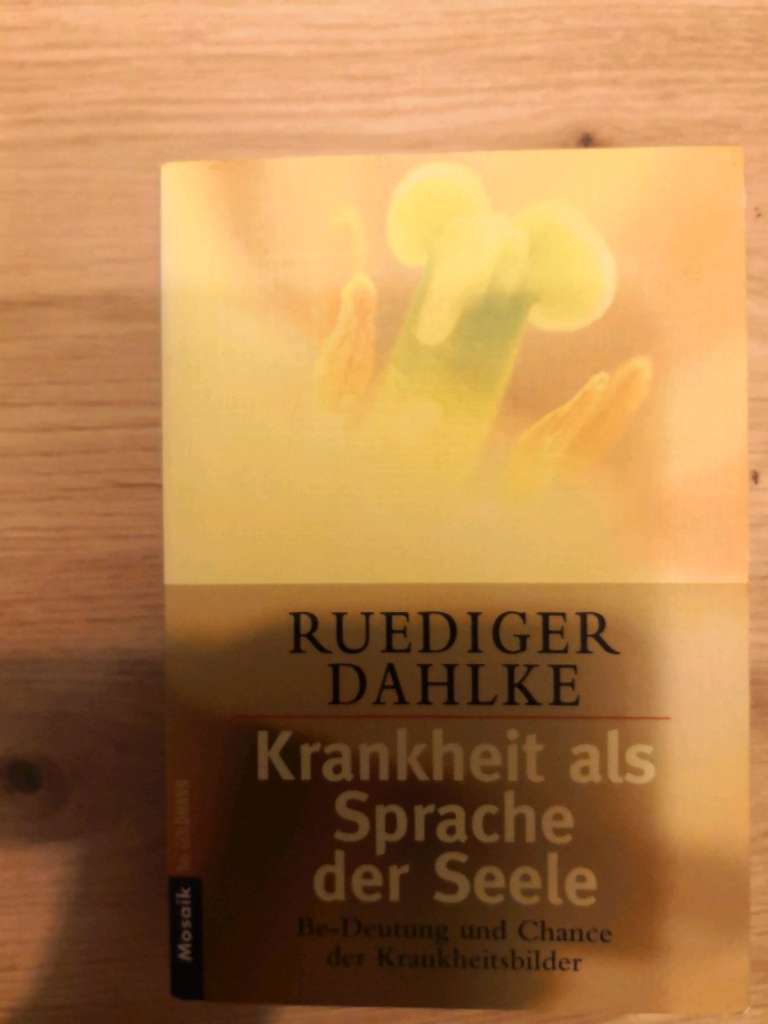 RUEDIGER
DAHLKE
Krankheit als
Sprache
der Seele
Be-Deutung und Chance
der Krankheitsbilder
Mosaik